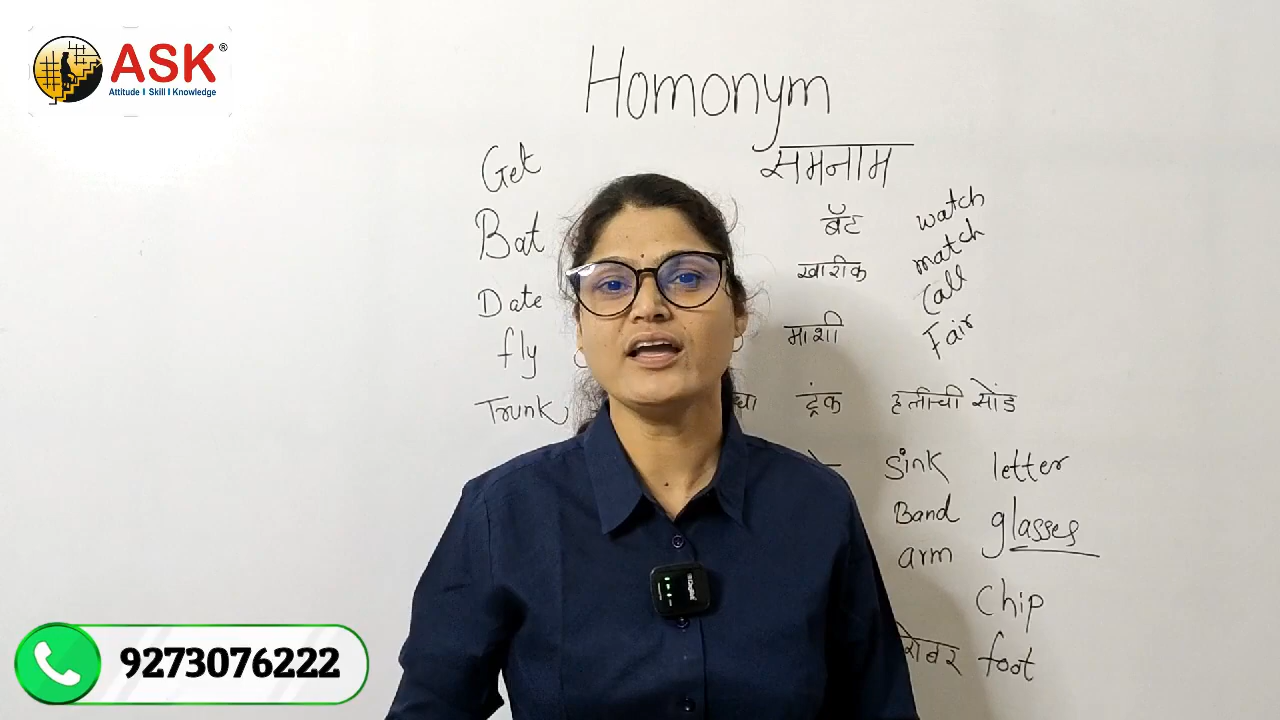 ASK®
Attitude | Skill | Knowledge
Homonym
समनाम
Get
Bat बॅट watch
Date खारीक match
call
fly माशी Fair
Trunk ट्रंक हत्तीची सोंड
sink letter
Band glasses
arm
chip
foot
9273076222